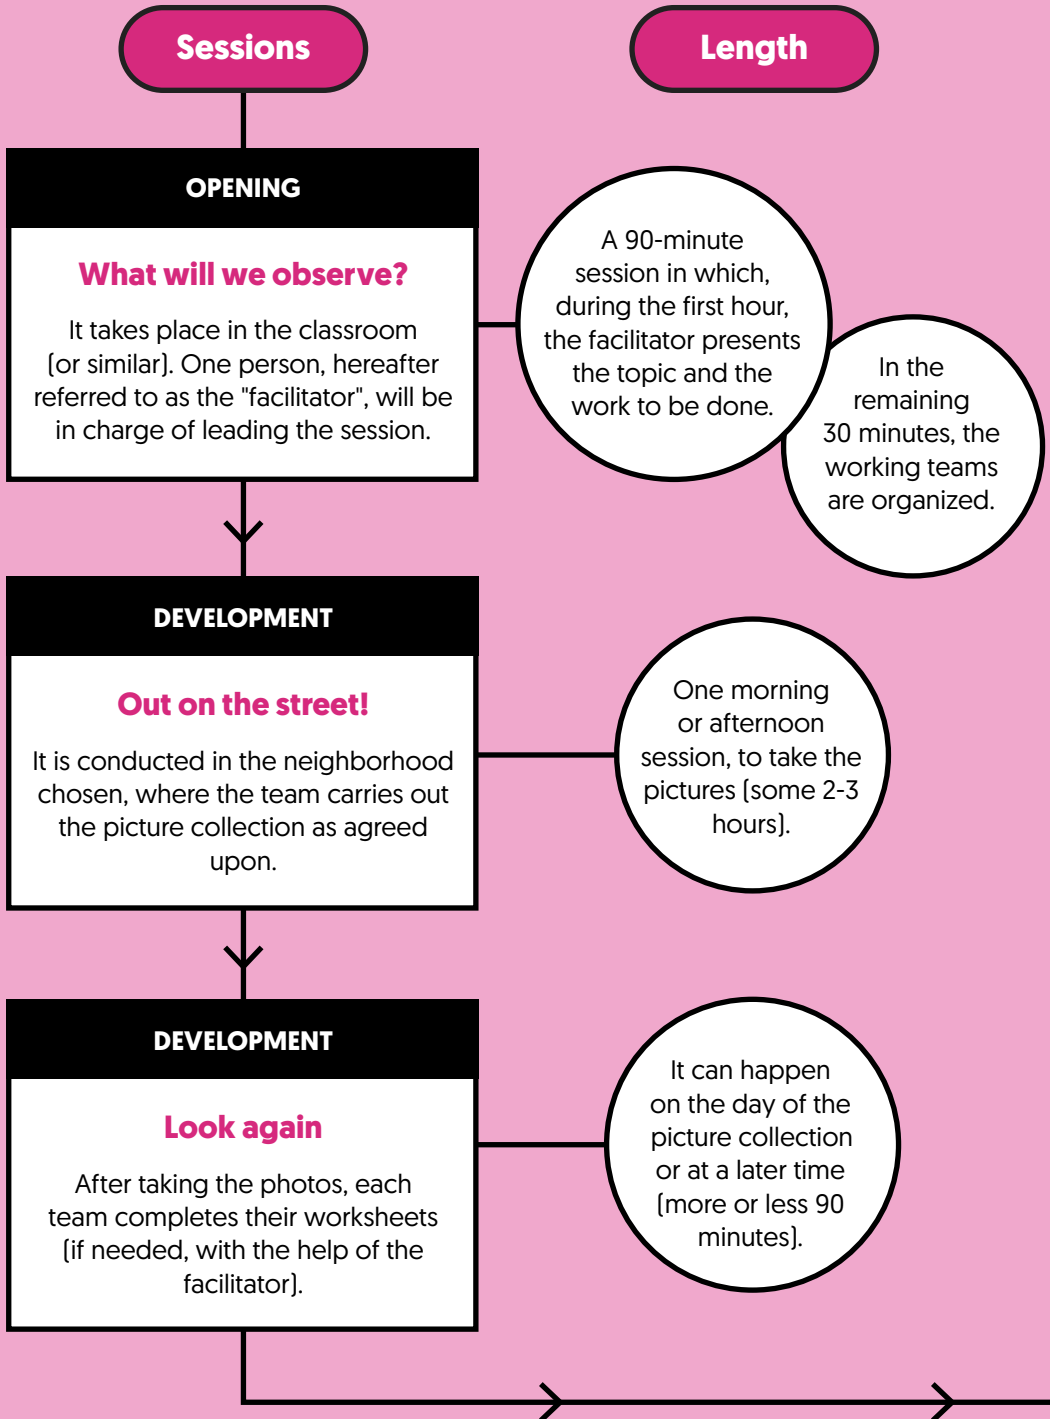 Sessions
Length
OPENING
What will we observe?
It takes place in the classroom
(or similar). One person, hereafter
referred to as the "facilitator", will be
in charge of leading the session.
A 90-minute
session in which,
during the first hour,
the facilitator presents
the topic and the
work to be done.
In the
remaining
30 minutes, the
working teams
are organized.
DEVELOPMENT
Out on the street!
It is conducted in the neighborhood
chosen, where the team carries out
the picture collection as agreed
upon.
One morning
or afternoon
session, to take the
pictures (some 2-3
hours).
DEVELOPMENT
Look again
After taking the photos, each
team completes their worksheets
(if needed, with the help of the
facilitator).
It can happen
on the day of the
picture collection
or at a later time
(more or less 90
minutes).